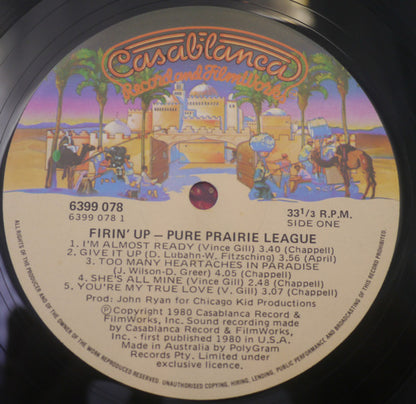 Casablanca
Record and FilmWorks
6399 078
6399 078 1
33 1/3 R.P.M.
SIDE ONE
FIRIN' UP — PURE PRAIRIE LEAGUE
1. I'M ALMOST READY (Vince Gill) 3.40 (Chappell)
2. GIVE IT UP (D. Lubahn-W. Fitzsching) 3.56 (April)
3. TOO MANY HEARTACHES IN PARADISE
(J. Wilson-D. Greer) 4.05 (Chappell)
4. SHE'S ALL MINE (Vince Gill) 2.48 (Chappell)
5. YOU'RE MY TRUE LOVE (V. Gill) 3.07 (Chappell)
Prod: John Ryan for Chicago Kid Productions
Ⓟ Copyright 1980 Casablanca Record &
FilmWorks, Inc. Sound recording made
by Casablanca Record & FilmWorks,
Inc. - first published 1980 in U.S.A.
Made in Australia by PolyGram
Records Pty. Limited under
exclusive licence.
ALL RIGHTS OF THE PRODUCER AND OF THE OWNER OF THE WORK REPRODUCED RESERVED. UNAUTHORISED COPYING, HIRING, LENDING, PUBLIC PERFORMANCE AND BROADCASTING OF THIS RECORD PROHIBITED.